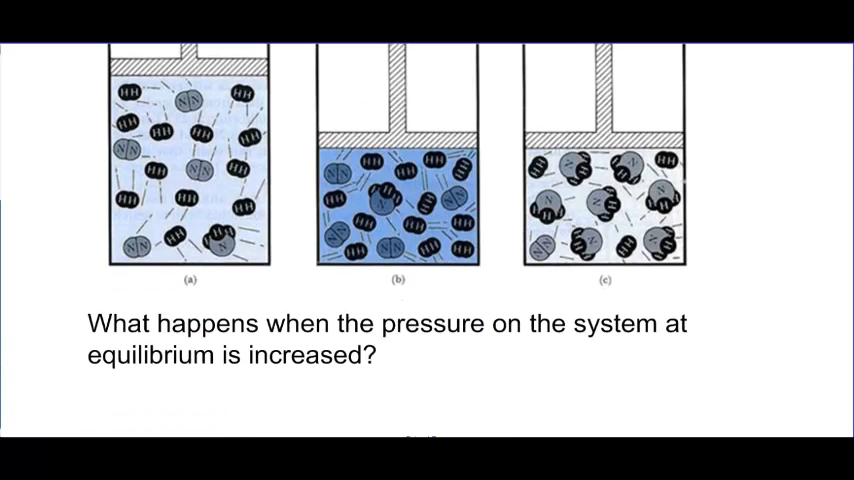 (a)
(b)
(c)
What happens when the pressure on the system at
equilibrium is increased?